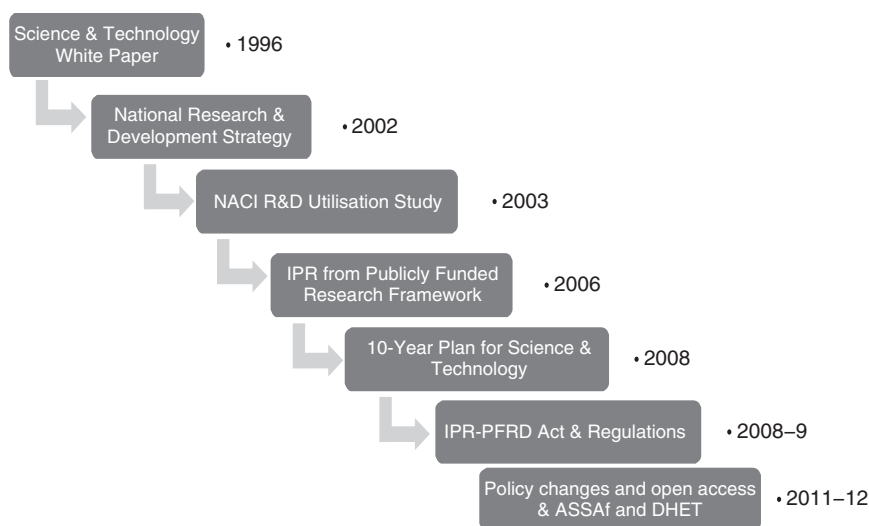 Science & Technology
White Paper
• 1996
National Research &
Development Strategy
• 2002
NACI R&D Utilisation Study
• 2003
IPR from Publicly Funded
Research Framework
• 2006
10-Year Plan for Science &
Technology
• 2008
IPR-PFRD Act & Regulations
• 2008–9
Policy changes and open access
& ASSAf and DHET
• 2011–12